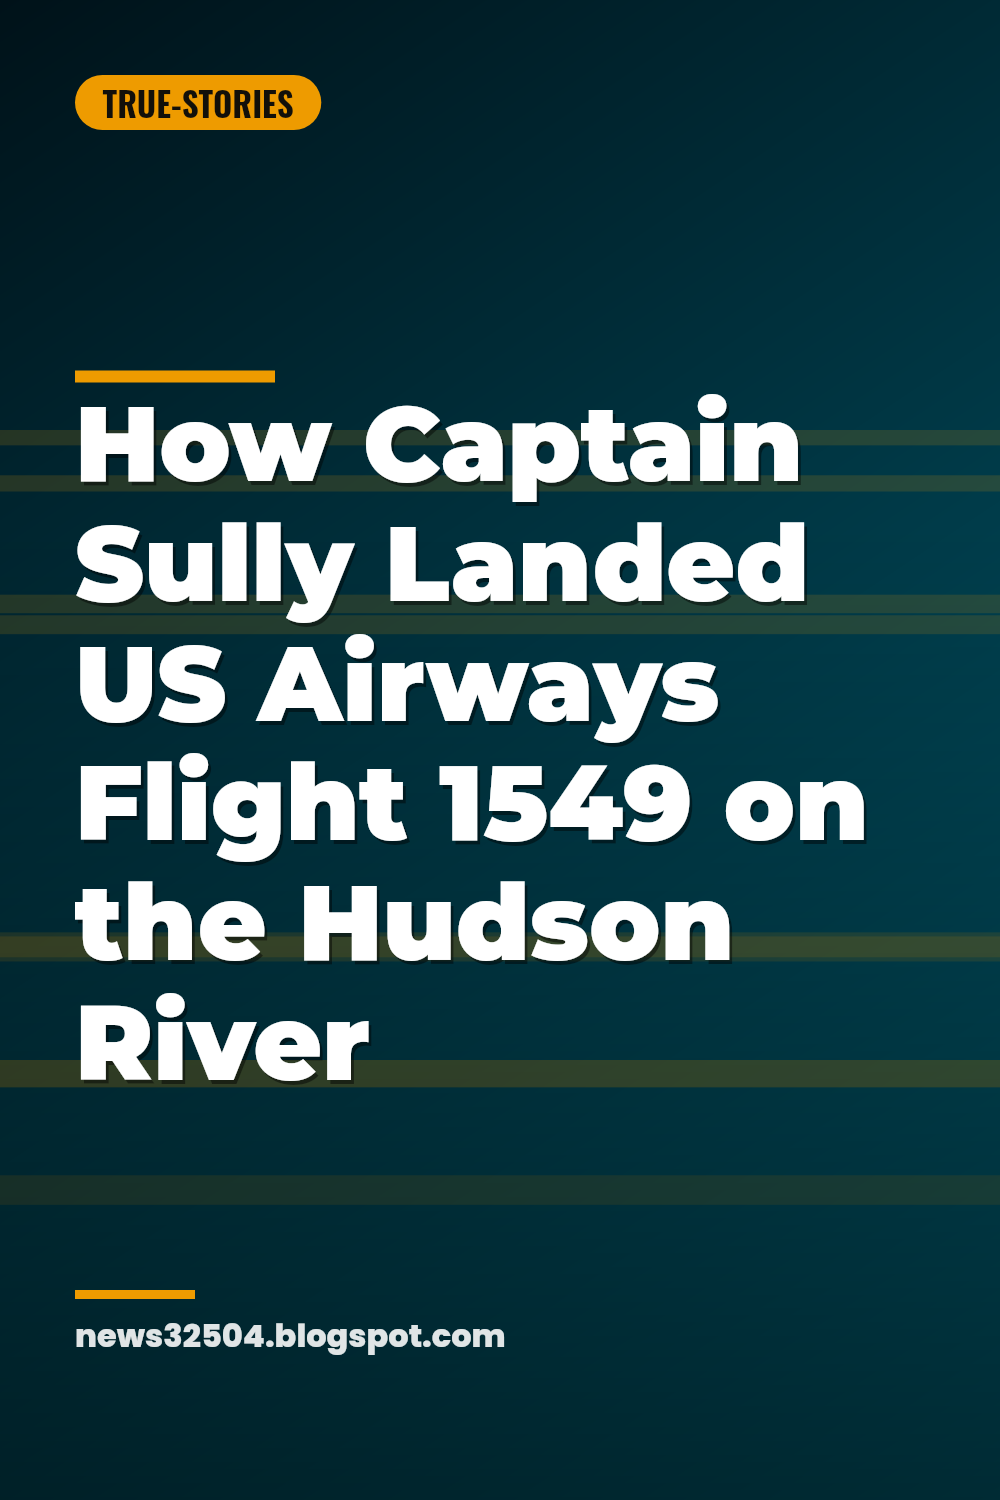 TRUE-STORIES
How Captain
Sully Landed
US Airways
Flight 1549 on
the Hudson
River
news32504.blogspot.com